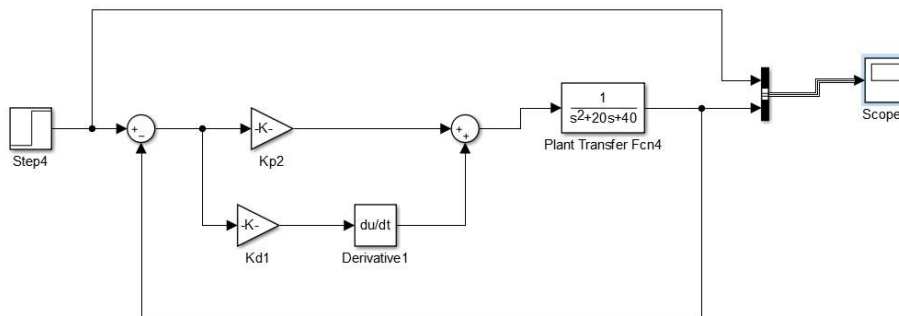 Step4
+
−
-K-
Kp2
-K-
Kd1
du/dt
Derivative1
+
+
1
s²+20s+40
Plant Transfer Fcn4
Scope